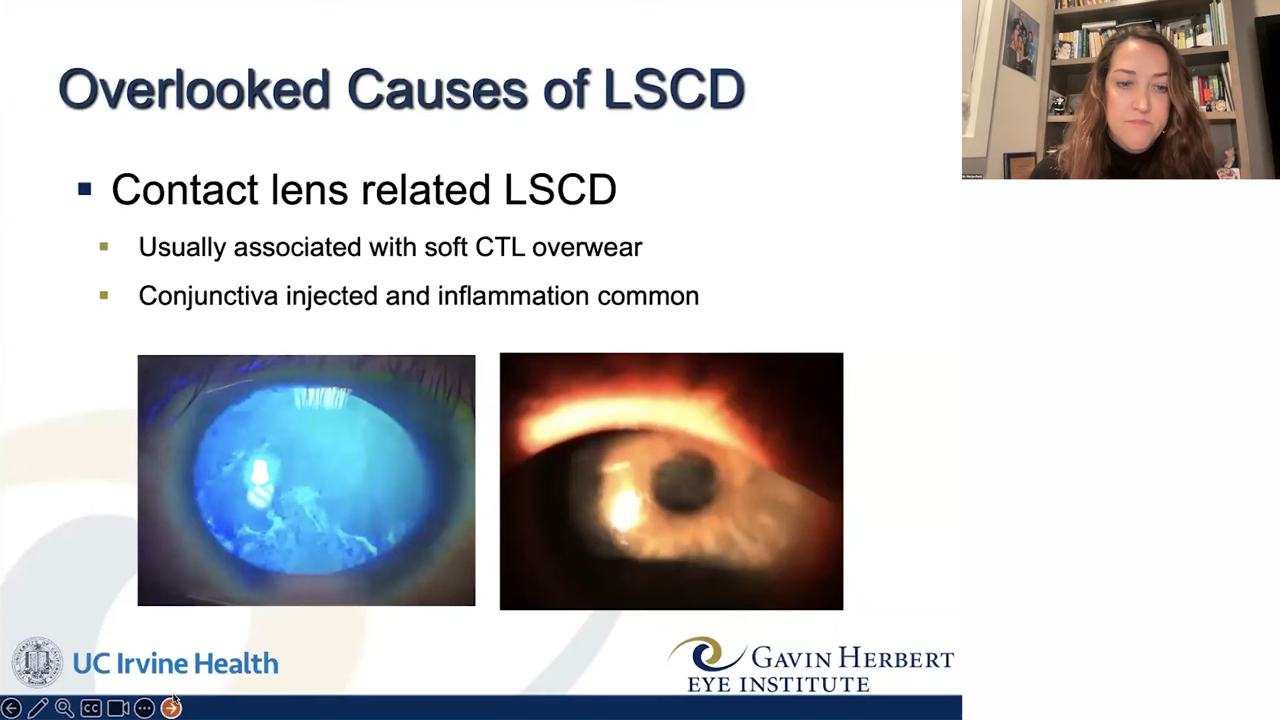 Overlooked Causes of LSCD
Contact lens related LSCD
Usually associated with soft CTL overwear
Conjunctiva injected and inflammation common
UC Irvine Health
GAVIN HERBERT
EYE INSTITUTE
CC